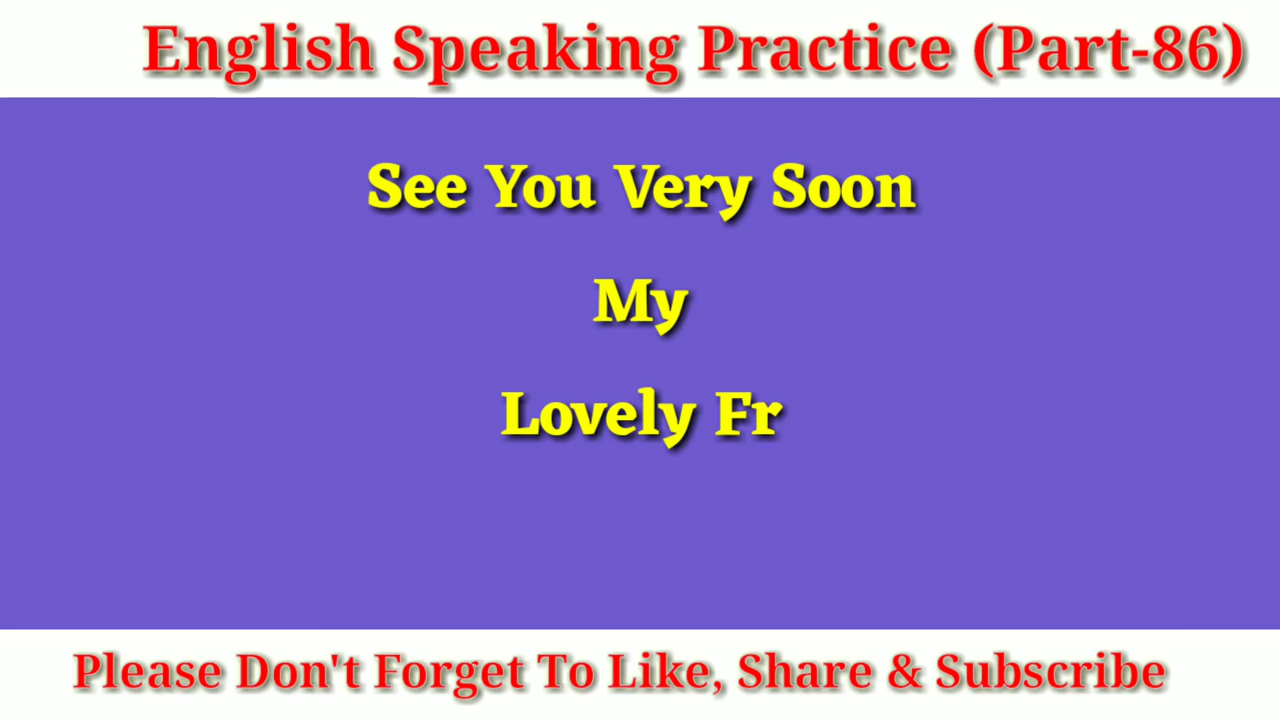 English Speaking Practice (Part-86)
See You Very Soon
My
Lovely Fr
Please Don't Forget To Like, Share & Subscribe